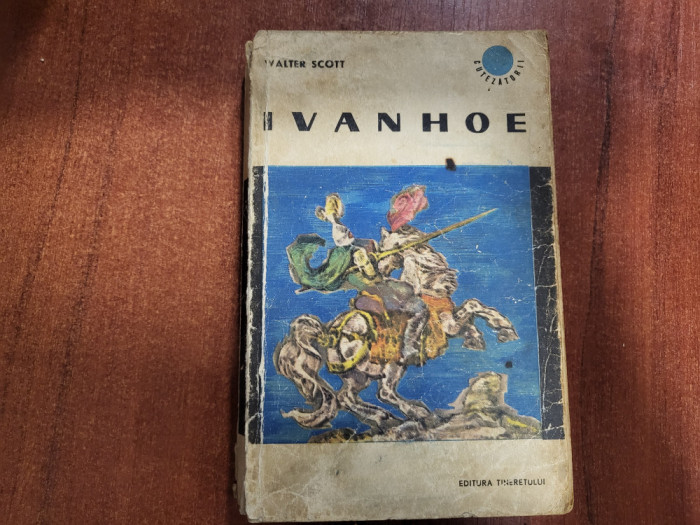 WALTER SCOTT
CUTEZĂTORII
IVANHOE
EDITURA TINERETULUI